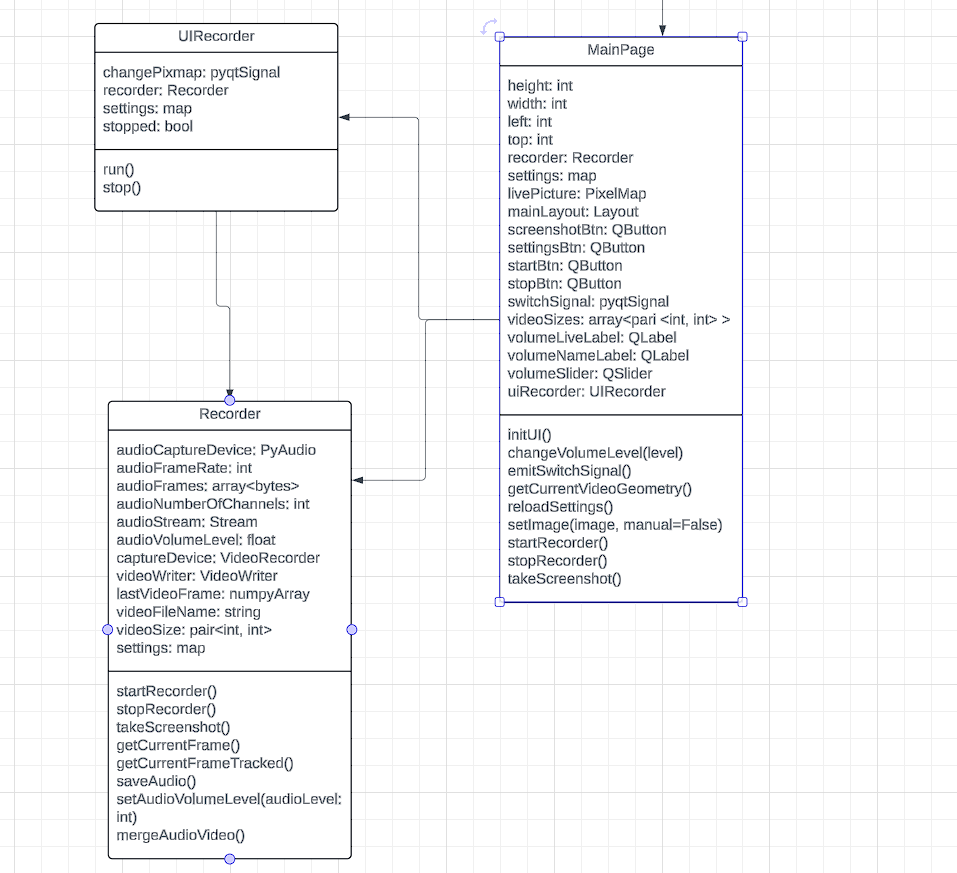 UIRecorder
changePixmap: pyqtSignal
recorder: Recorder
settings: map
stopped: bool
run()
stop()
MainPage
height: int
width: int
left: int
top: int
recorder: Recorder
settings: map
livePicture: PixelMap
mainLayout: Layout
screenshotBtn: QButton
settingsBtn: QButton
startBtn: QButton
stopBtn: QButton
switchSignal: pyqtSignal
videoSizes: array<pari <int, int> >
volumeLiveLabel: QLabel
volumeNameLabel: QLabel
volumeSlider: QSlider
uiRecorder: UIRecorder
initUI()
changeVolumeLevel(level)
emitSwitchSignal()
getCurrentVideoGeometry()
reloadSettings()
setImage(image, manual=False)
startRecorder()
stopRecorder()
takeScreenshot()
Recorder
audioCaptureDevice: PyAudio
audioFrameRate: int
audioFrames: array<bytes>
audioNumberOfChannels: int
audioStream: Stream
audioVolumeLevel: float
captureDevice: VideoRecorder
videoWriter: VideoWriter
lastVideoFrame: numpyArray
videoFileName: string
videoSize: pair<int, int>
settings: map
startRecorder()
stopRecorder()
takeScreenshot()
getCurrentFrame()
getCurrentFrameTracked()
saveAudio()
setAudioVolumeLevel(audioLevel:
int)
mergeAudioVideo()